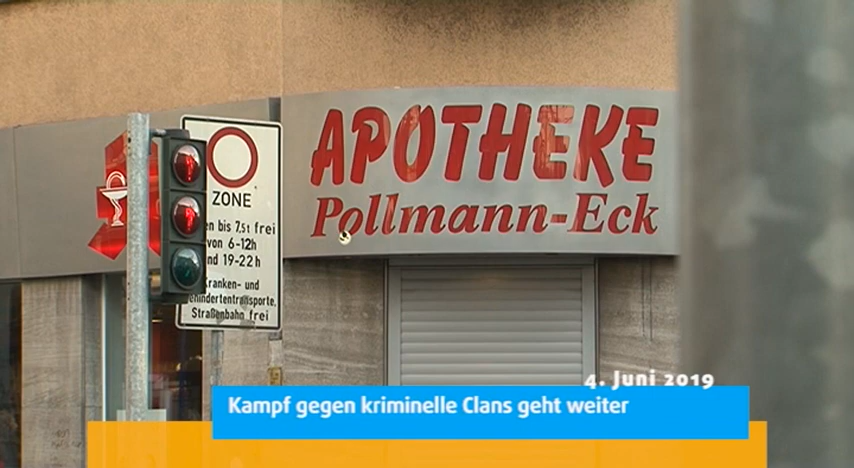 APOTHEKE
Pollmann-Eck
ZONE
bis 7,5t frei
von 6-12h
19-22h
Kranken- und
Straßenbahn frei
4. Juni 2019
Kampf gegen kriminelle Clans geht weiter